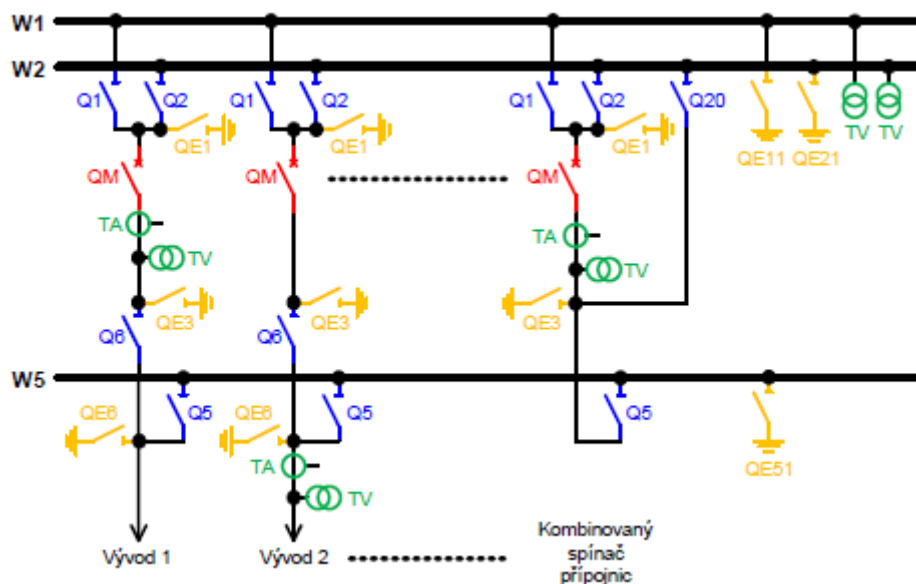 W1
W2
Q1 Q2 Q1 Q2 Q1 Q2 Q20
QE1 QE1 QE1 QE11 QE21 TV TV
QM QM QM
TA TA
TV TV
QE3 QE3 QE3
Q6 Q6
W5
QE6 Q5 QE6 Q5 Q5
QE51
TA
TV
Vývod 1 Vývod 2
Kombinovaný
spínač
přípojnic